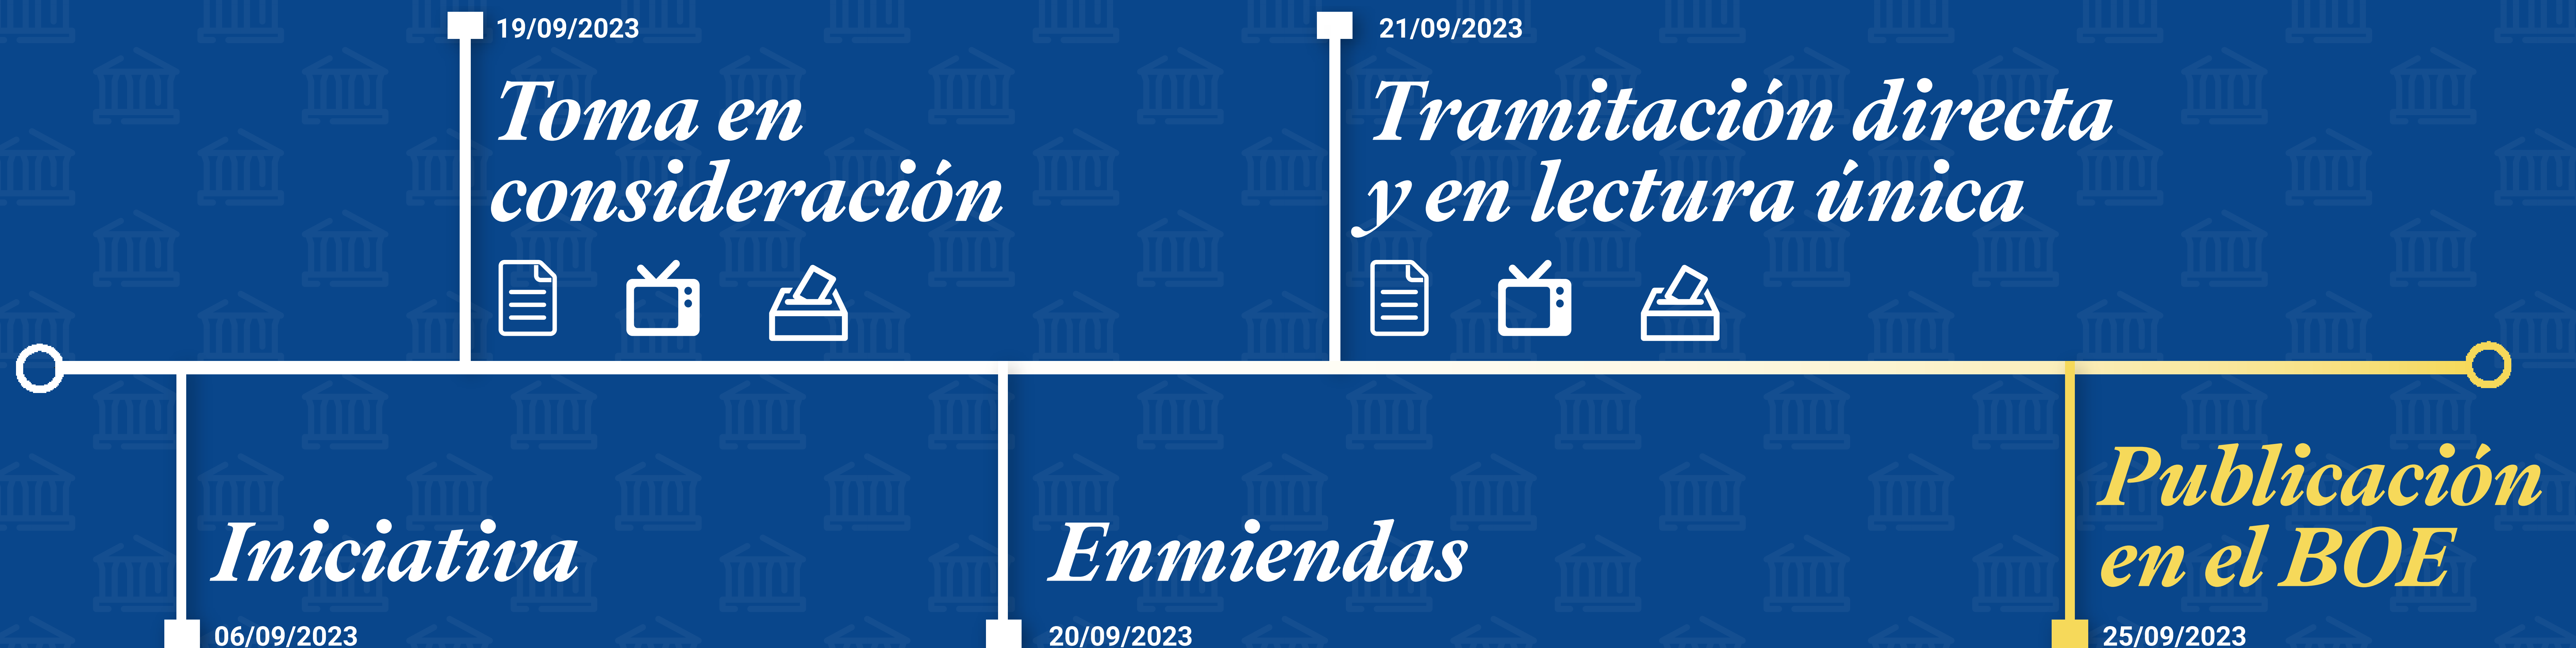 19/09/2023
Toma en
consideración
21/09/2023
Tramitación directa
y en lectura única
Iniciativa
06/09/2023
Enmiendas
20/09/2023
Publicación
en el BOE
25/09/2023